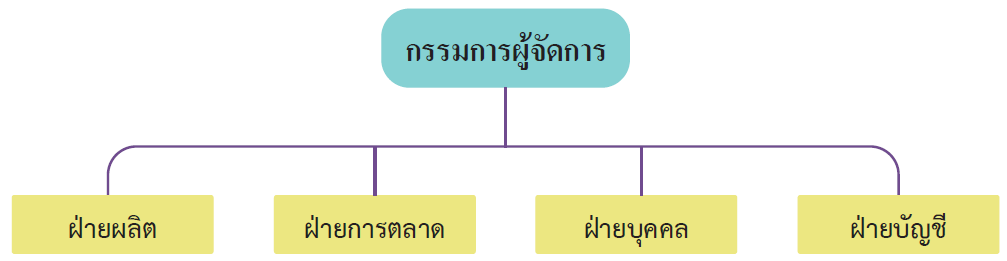 กรรมการผู้จัดการ
ฝ่ายผลิต
ฝ่ายการตลาด
ฝ่ายบุคคล
ฝ่ายบัญชี